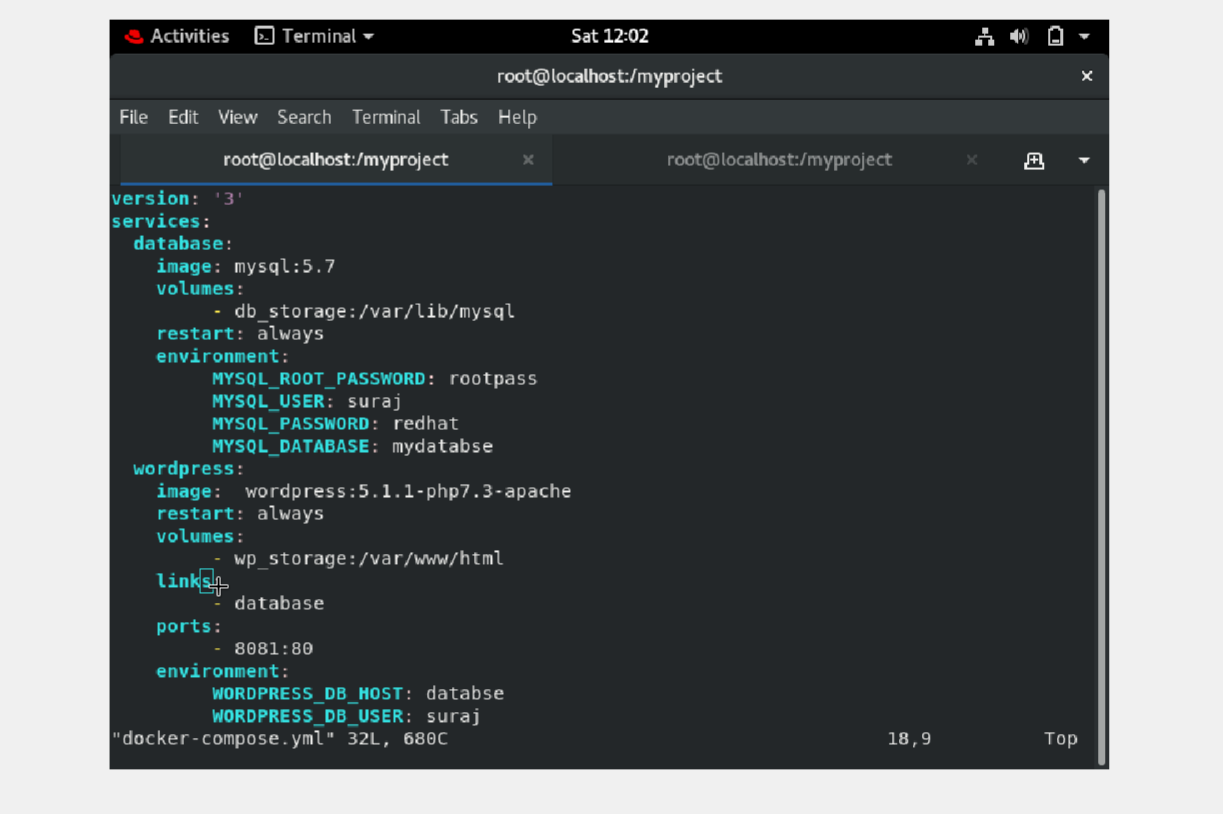 Activities Terminal Sat 12:02
root@localhost:/myproject
File Edit View Search Terminal Tabs Help
root@localhost:/myproject root@localhost:/myproject
version: '3'
services:
  database:
    image: mysql:5.7
    volumes:
         - db_storage:/var/lib/mysql
    restart: always
    environment:
         MYSQL_ROOT_PASSWORD: rootpass
         MYSQL_USER: suraj
         MYSQL_PASSWORD: redhat
         MYSQL_DATABASE: mydatabse
  wordpress:
    image:  wordpress:5.1.1-php7.3-apache
    restart: always
    volumes:
         - wp_storage:/var/www/html
    links
         - database
    ports:
         - 8081:80
    environment:
         WORDPRESS_DB_HOST: databse
         WORDPRESS_DB_USER: suraj
"docker-compose.yml" 32L, 680C 18,9 Top